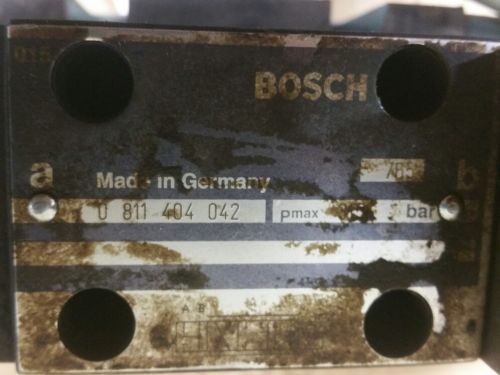 BOSCH
a b
Made in Germany
0 811 404 042 pmax bar
A B